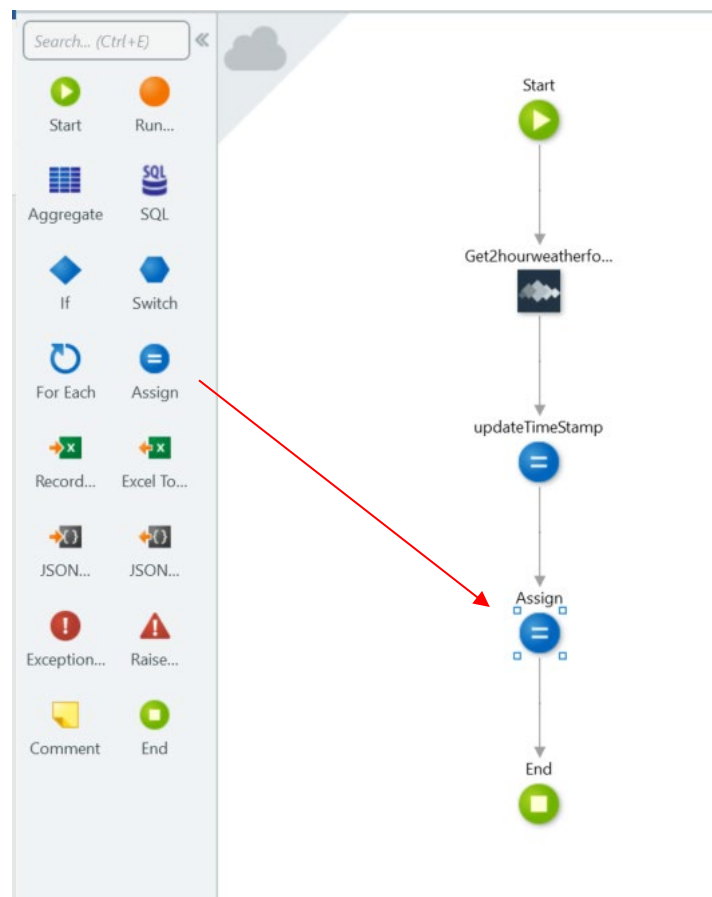 Search... (Ctrl+E)
Start
Run...
Aggregate
SQL
SQL
If
Switch
For Each
Assign
Record...
Excel To...
JSON...
JSON...
Exception...
Raise...
Comment
End
Start
Get2hourweatherfo...
updateTimeStamp
Assign
End